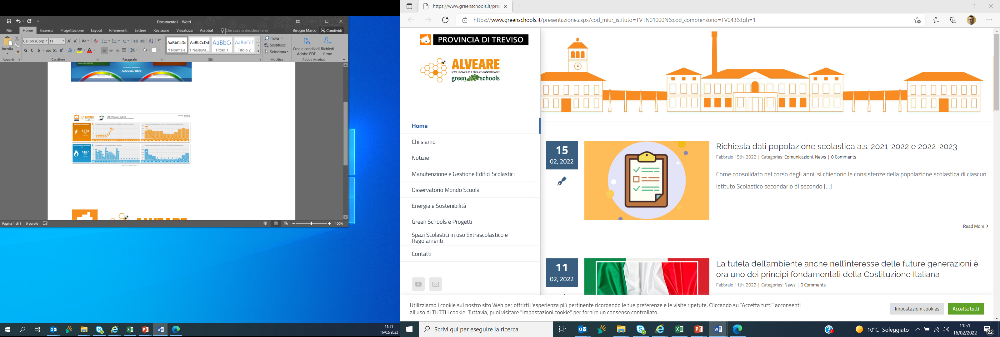 Documento1 - Word
File Home Inserisci Progettazione Layout Riferimenti Lettere Revisione Visualizza Acrobat Che cosa si desidera fare? Bisogni Marco Condividi
Incolla
Calibri (Corp 11
AaBbCcDd AaBbCcDd AaBbC AaBbCcC
¶ Normale ¶ Nessuna... Titolo 1 Titolo 2
Trova
Sostituisci
Seleziona
Crea e condividi Adobe PDF
Richiedi firme
Appunti Carattere Paragrafo Stili Modifica Adobe Acrobat
Andamento del mese di
Febbraio 2022
ALVEARE
I.T.S.T. Giuseppe Mazzotti
1273
5187
Pagina 1 di 1 0 parole 100%
11:51
16/02/2022
https://www.greenschools.it/pre
https://www.greenschools.it/presentazione.aspx?cod_miur_istituto=TVTN01000N&cod_comprensorio=TV043&tgh=1
PROVINCIA DI TREVISO
ALVEARE
100 SCUOLE 1 SOLO PATRIMONIO
green schools
Home
Chi siamo
Notizie
Manutenzione e Gestione Edifici Scolastici
Osservatorio Mondo Scuola
Energia e Sostenibilità
Green Schools e Progetti
Spazi Scolastici in uso Extrascolastico e
Regolamenti
Contatti
15
02, 2022
Richiesta dati popolazione scolastica a.s. 2021-2022 e 2022-2023
Febbraio 15th, 2022 | Categories: Comunicazioni, News | 0 Comments
Come consolidato nel corso degli anni, si chiedono le consistenze della popolazione scolastica di ciascun
Istituto Scolastico secondario di secondo [...]
Read More
11
02, 2022
La tutela dell’ambiente anche nell’interesse delle future generazioni è
ora uno dei principi fondamentali della Costituzione Italiana
Febbraio 11th, 2022 | Categories: News | 0 Comments
Utilizziamo i cookie sul nostro sito Web per offrirti l'esperienza più pertinente ricordando le tue preferenze e le visite ripetute. Cliccando su “Accetta tutti” acconsenti
all'uso di TUTTI i cookie. Tuttavia, puoi visitare "Impostazioni cookie" per fornire un consenso controllato.
Impostazioni cookies
Accetta tutti
Scrivi qui per eseguire la ricerca
10°C Soleggiato
11:51
16/02/2022
22